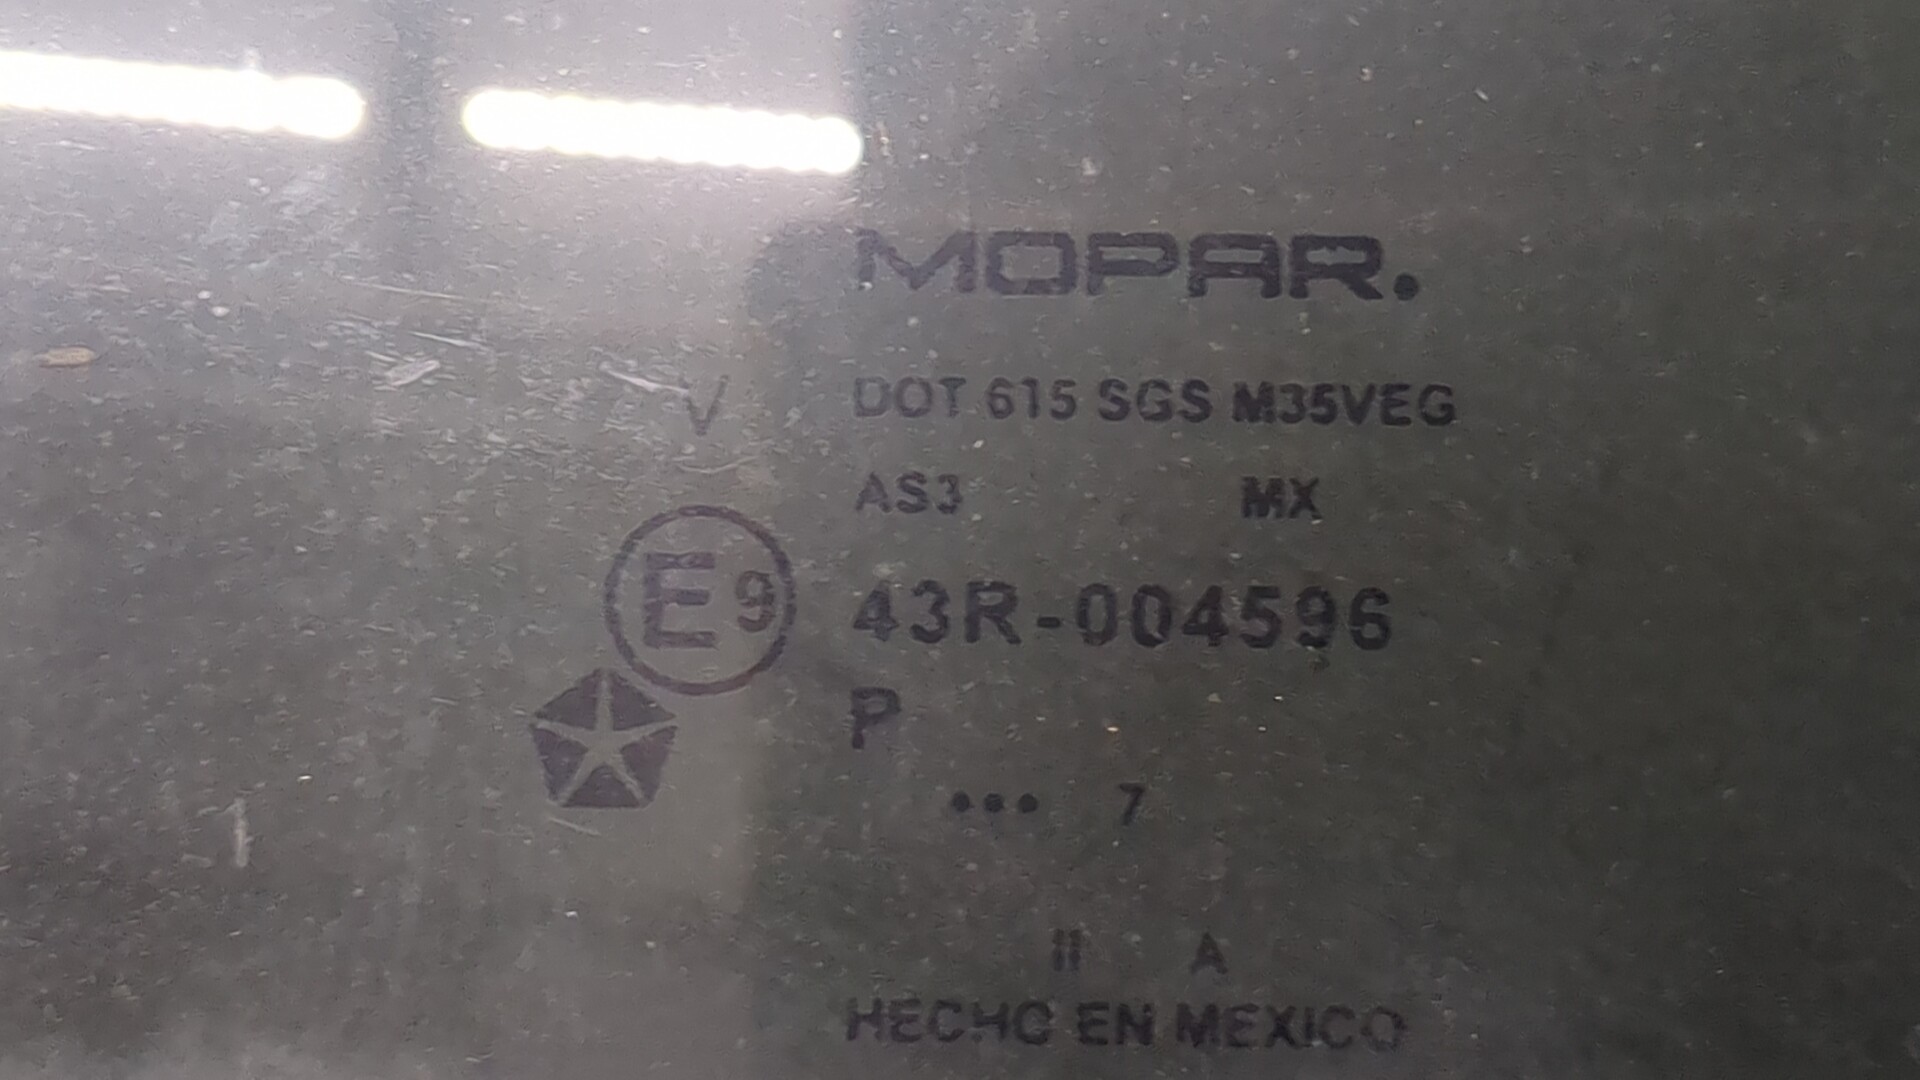 MOPAR.
V DOT 615 SGS M35VEG
AS3 MX
E9 43R-004596
P
••• 7
II A
HECHO EN MEXICO